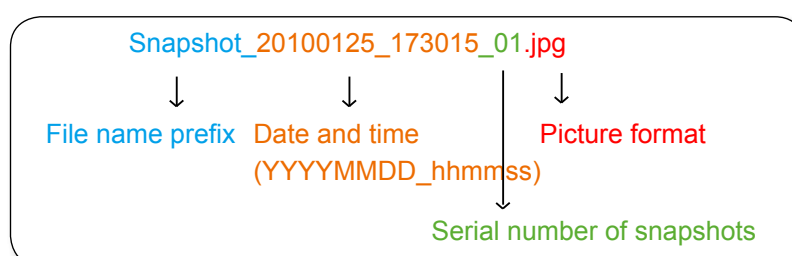 Snapshot_20100125_173015_01.jpg
File name prefix Date and time Picture format
(YYYYMMDD_hhmmss)
Serial number of snapshots